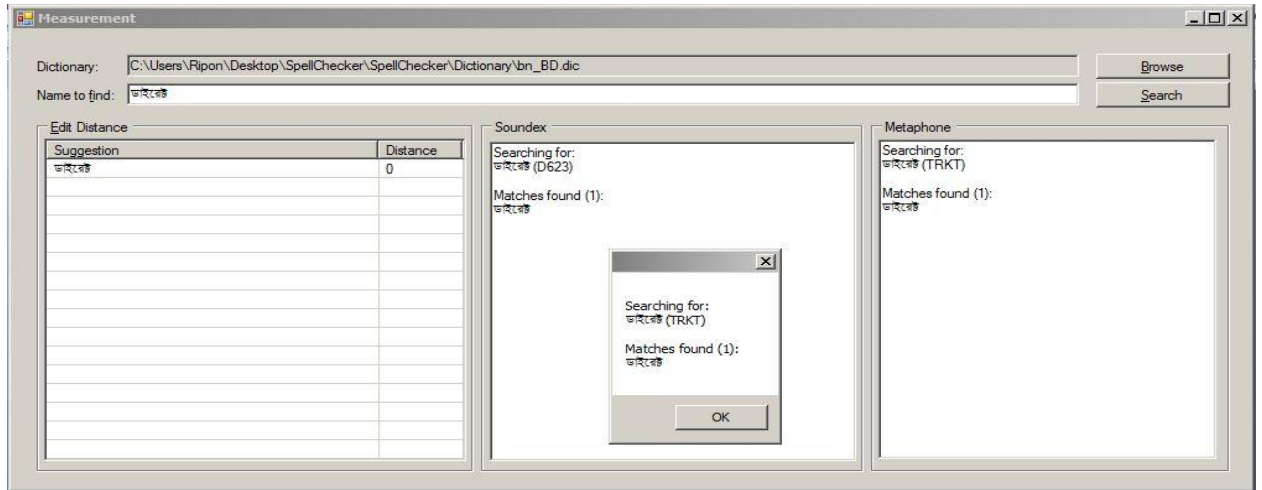 Measurement
Dictionary: C:\Users\Ripon\Desktop\SpellChecker\SpellChecker\Dictionary\bn_BD.dic Browse
Name to find: ডাইরেক্ট Search
Edit Distance
Suggestion Distance
ডাইরেক্ট 0
Soundex
Searching for:
ডাইরেক্ট (D623)
Matches found (1):
ডাইরেক্ট
Searching for:
ডাইরেক্ট (TRKT)
Matches found (1):
ডাইরেক্ট
OK
Metaphone
Searching for:
ডাইরেক্ট (TRKT)
Matches found (1):
ডাইরেক্ট